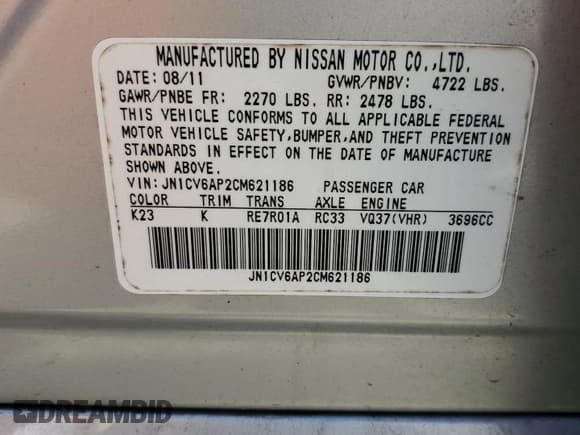 MANUFACTURED BY NISSAN MOTOR CO.,LTD.
DATE: 08/11 GVWR/PNBV: 4722 LBS.
GAWR/PNBE FR: 2270 LBS. RR: 2478 LBS.
THIS VEHICLE CONFORMS TO ALL APPLICABLE FEDERAL
MOTOR VEHICLE SAFETY,BUMPER,AND THEFT PREVENTION
STANDARDS IN EFFECT ON THE DATE OF MANUFACTURE
SHOWN ABOVE.
VIN: JN1CV6AP2CM621186 PASSENGER CAR
COLOR TRIM TRANS AXLE ENGINE
K23 K RE7R01A RC33 VQ37(VHR) 3696CC
JN1CV6AP2CM621186
DREAMBID